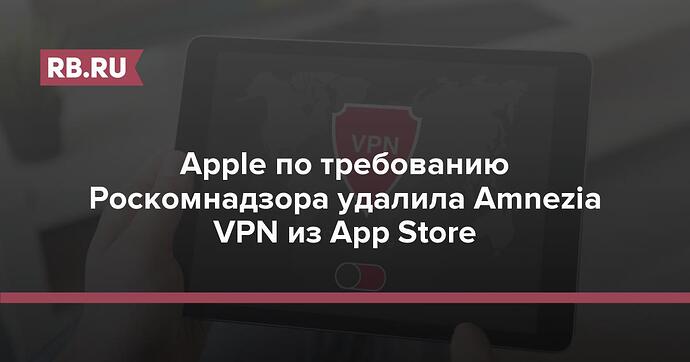 RB.RU
VPN
Apple по требованию
Роскомнадзора удалила Amnezia
VPN из App Store